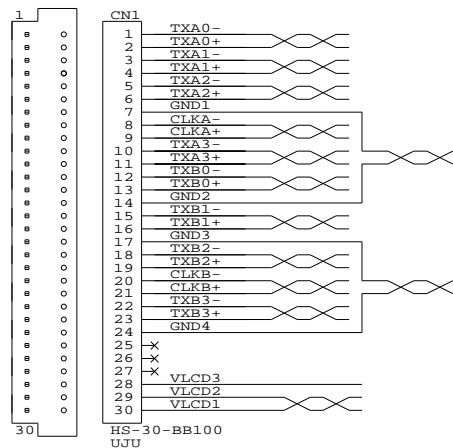 1 CN1
1 TXA0-
2 TXA0+
3 TXA1-
4 TXA1+
5 TXA2-
6 TXA2+
7 GND1
8 CLKA-
9 CLKA+
10 TXA3-
11 TXA3+
12 TXB0-
13 TXB0+
14 GND2
15 TXB1-
16 TXB1+
17 GND3
18 TXB2-
19 TXB2+
20 CLKB-
21 CLKB+
22 TXB3-
23 TXB3+
24 GND4
25
26
27
28 VLCD3
29 VLCD2
30 VLCD1
30 HS-30-BB100
UJU